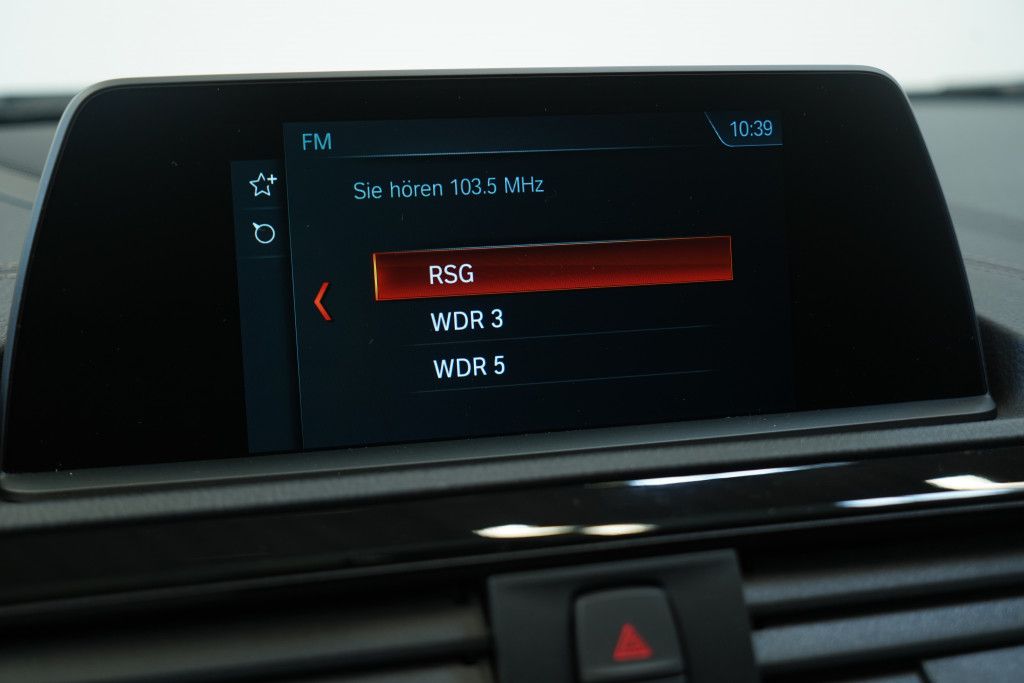 FM
10:39
Sie hören 103.5 MHz
RSG
WDR 3
WDR 5